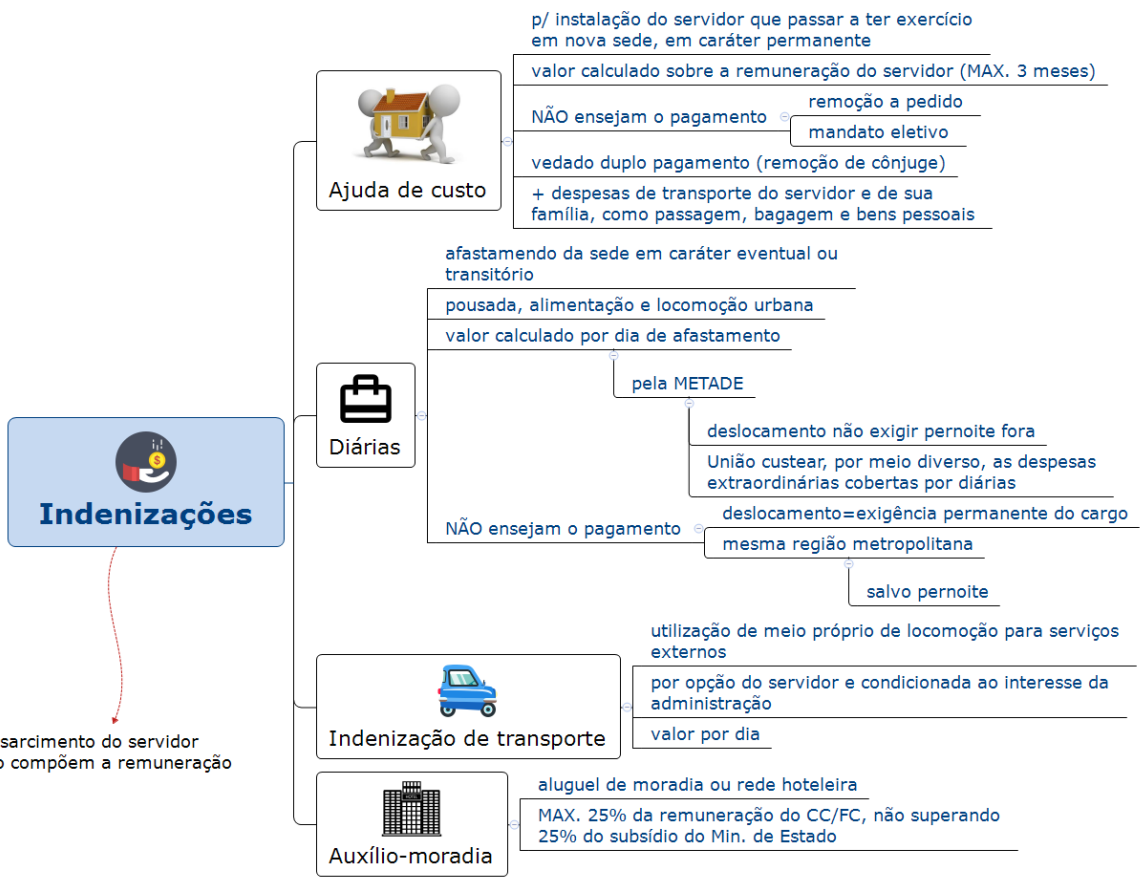 p/ instalação do servidor que passar a ter exercício
em nova sede, em caráter permanente
valor calculado sobre a remuneração do servidor (MAX. 3 meses)
NÃO ensejam o pagamento
remoção a pedido
mandato eletivo
vedado duplo pagamento (remoção de cônjuge)
+ despesas de transporte do servidor e de sua
família, como passagem, bagagem e bens pessoais
Ajuda de custo
afastamendo da sede em caráter eventual ou
transitório
pousada, alimentação e locomoção urbana
valor calculado por dia de afastamento
pela METADE
deslocamento não exigir pernoite fora
União custear, por meio diverso, as despesas
extraordinárias cobertas por diárias
Diárias
NÃO ensejam o pagamento
deslocamento=exigência permanente do cargo
mesma região metropolitana
salvo pernoite
Indenizações
utilização de meio próprio de locomoção para serviços
externos
por opção do servidor e condicionada ao interesse da
administração
valor por dia
Indenização de transporte
sarcimento do servidor
o compõem a remuneração
aluguel de moradia ou rede hoteleira
MAX. 25% da remuneração do CC/FC, não superando
25% do subsídio do Min. de Estado
Auxílio-moradia